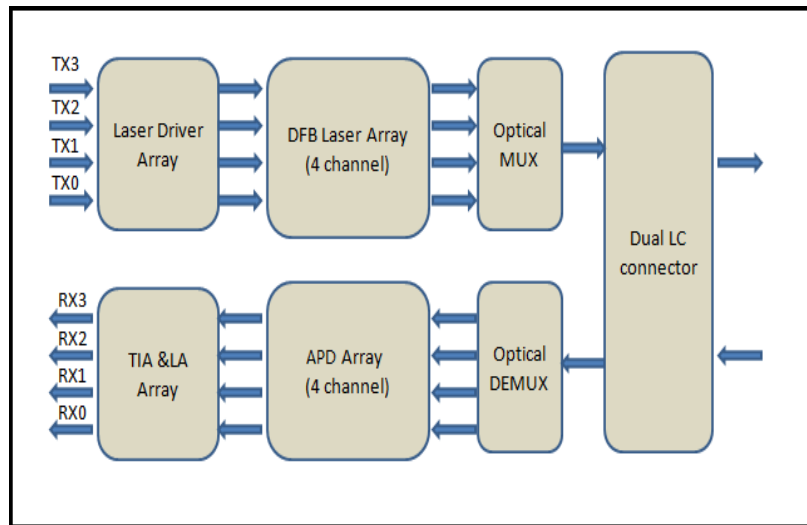 TX3
TX2
TX1
TX0
Laser Driver
Array
DFB Laser Array
(4 channel)
Optical
MUX
Dual LC
connector
RX3
RX2
RX1
RX0
TIA &LA
Array
APD Array
(4 channel)
Optical
DEMUX